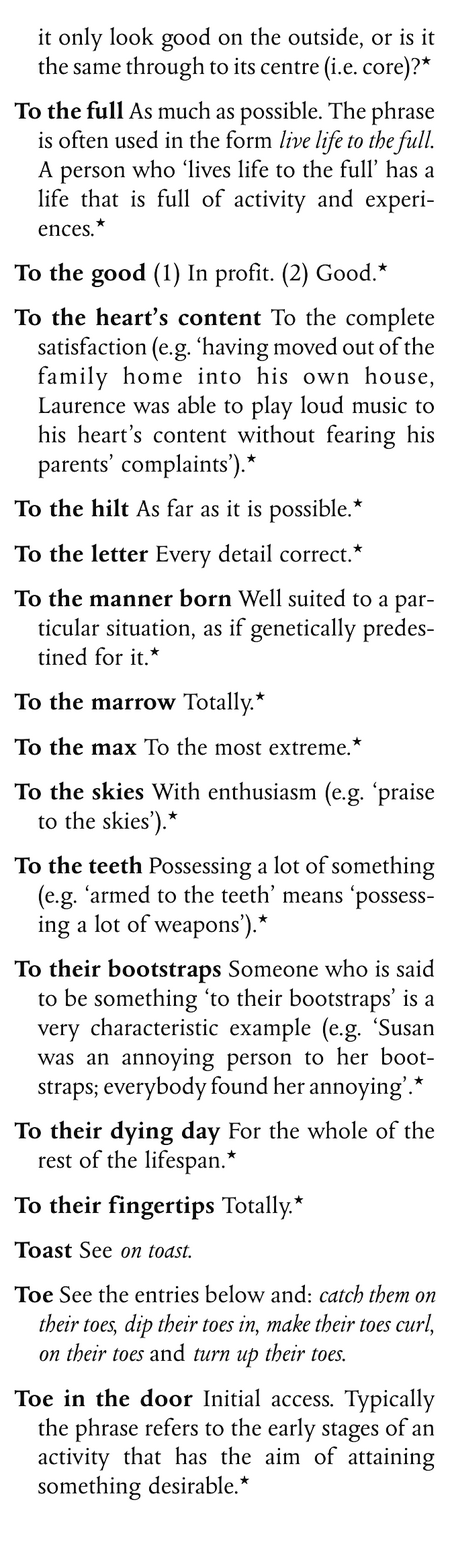 it only look good on the outside, or is it
the same through to its centre (i.e. core)?★
To the full As much as possible. The phrase
is often used in the form live life to the full.
A person who ‘lives life to the full’ has a
life that is full of activity and experi-
ences.★
To the good (1) In profit. (2) Good.★
To the heart’s content To the complete
satisfaction (e.g. ‘having moved out of the
family home into his own house,
Laurence was able to play loud music to
his heart’s content without fearing his
parents’ complaints’).★
To the hilt As far as it is possible.★
To the letter Every detail correct.★
To the manner born Well suited to a par-
ticular situation, as if genetically predes-
tined for it.★
To the marrow Totally.★
To the max To the most extreme.★
To the skies With enthusiasm (e.g. ‘praise
to the skies’).★
To the teeth Possessing a lot of something
(e.g. ‘armed to the teeth’ means ‘possess-
ing a lot of weapons’).★
To their bootstraps Someone who is said
to be something ‘to their bootstraps’ is a
very characteristic example (e.g. ‘Susan
was an annoying person to her boot-
straps; everybody found her annoying’.★
To their dying day For the whole of the
rest of the lifespan.★
To their fingertips Totally.★
Toast See on toast.
Toe See the entries below and: catch them on
their toes, dip their toes in, make their toes curl,
on their toes and turn up their toes.
Toe in the door Initial access. Typically
the phrase refers to the early stages of an
activity that has the aim of attaining
something desirable.★